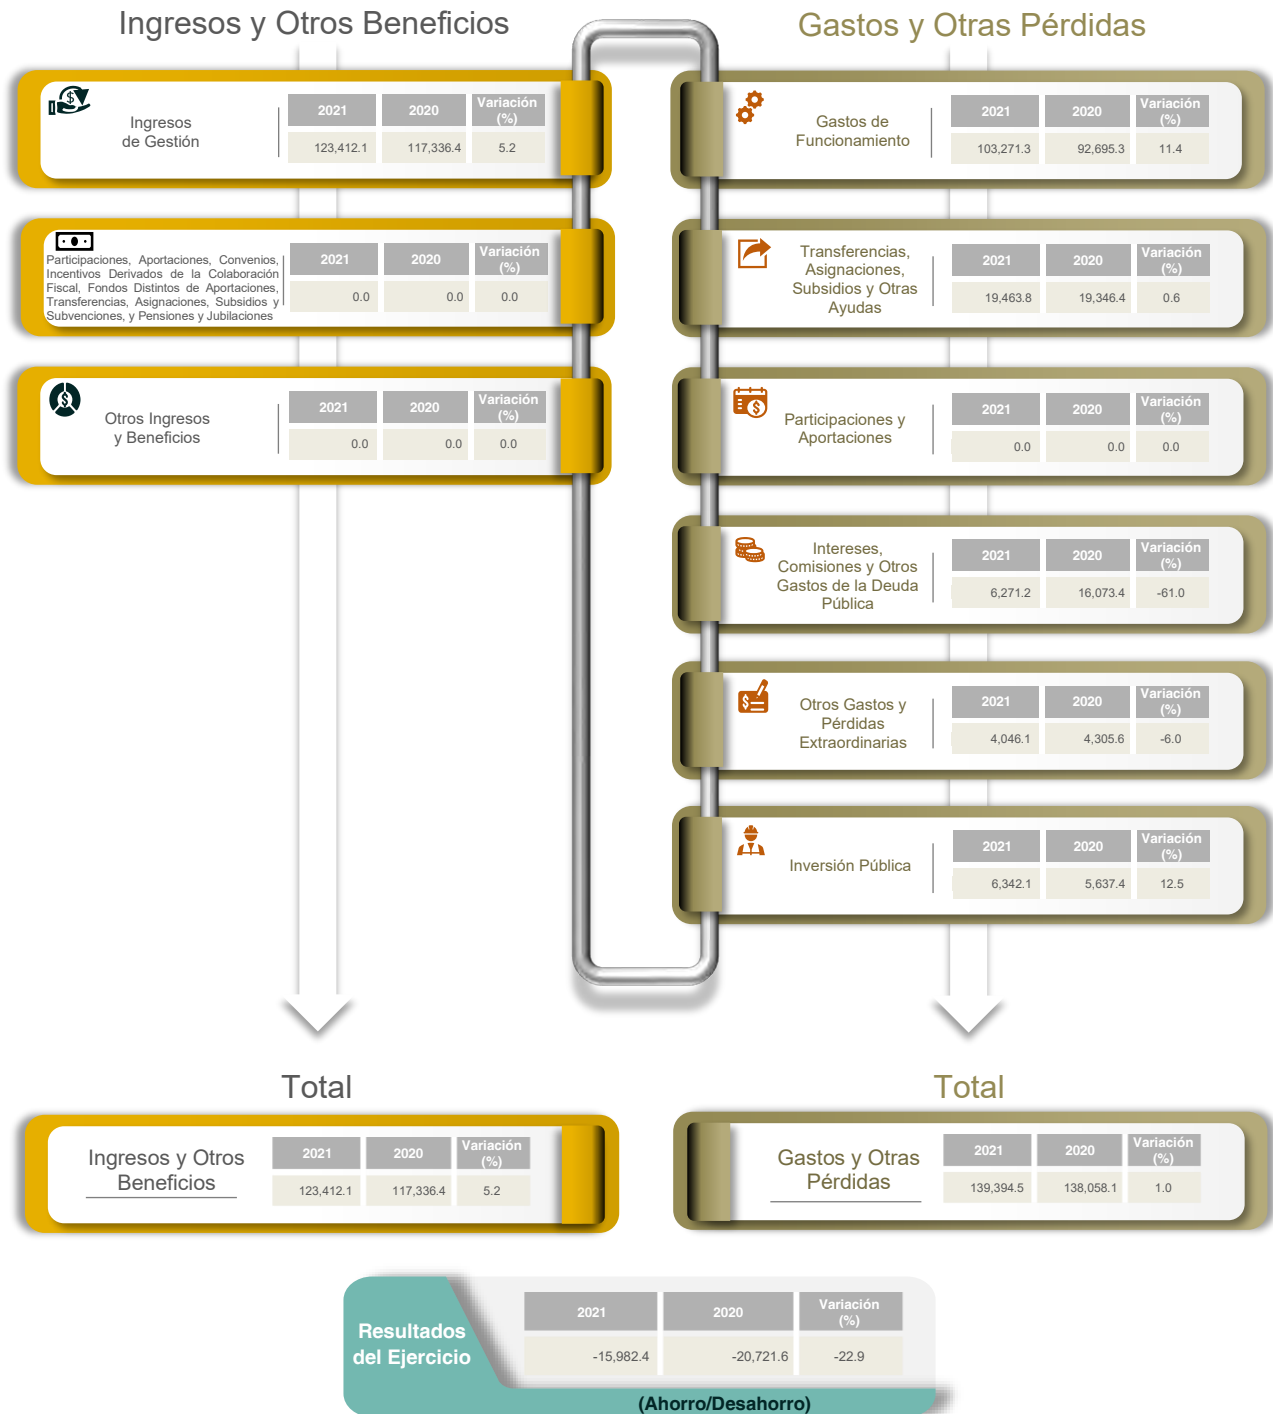 Ingresos y Otros Beneficios
Ingresos
de Gestión
2021 2020 Variación
(%)
123,412.1 117,336.4 5.2
Participaciones, Aportaciones, Convenios,
Incentivos Derivados de la Colaboración
Fiscal, Fondos Distintos de Aportaciones,
Transferencias, Asignaciones, Subsidios y
Subvenciones, y Pensiones y Jubilaciones
2021 2020 Variación
(%)
0.0 0.0 0.0
Otros Ingresos
y Beneficios
2021 2020 Variación
(%)
0.0 0.0 0.0
Gastos y Otras Pérdidas
Gastos de
Funcionamiento
2021 2020 Variación
(%)
103,271.3 92,695.3 11.4
Transferencias,
Asignaciones,
Subsidios y Otras
Ayudas
2021 2020 Variación
(%)
19,463.8 19,346.4 0.6
Participaciones y
Aportaciones
2021 2020 Variación
(%)
0.0 0.0 0.0
Intereses,
Comisiones y Otros
Gastos de la Deuda
Pública
2021 2020 Variación
(%)
6,271.2 16,073.4 -61.0
Otros Gastos y
Pérdidas
Extraordinarias
2021 2020 Variación
(%)
4,046.1 4,305.6 -6.0
Inversión Pública
2021 2020 Variación
(%)
6,342.1 5,637.4 12.5
Total
Ingresos y Otros
Beneficios
2021 2020 Variación
(%)
123,412.1 117,336.4 5.2
Total
Gastos y Otras
Pérdidas
2021 2020 Variación
(%)
139,394.5 138,058.1 1.0
Resultados
del Ejercicio
2021 2020 Variación
(%)
-15,982.4 -20,721.6 -22.9
(Ahorro/Desahorro)